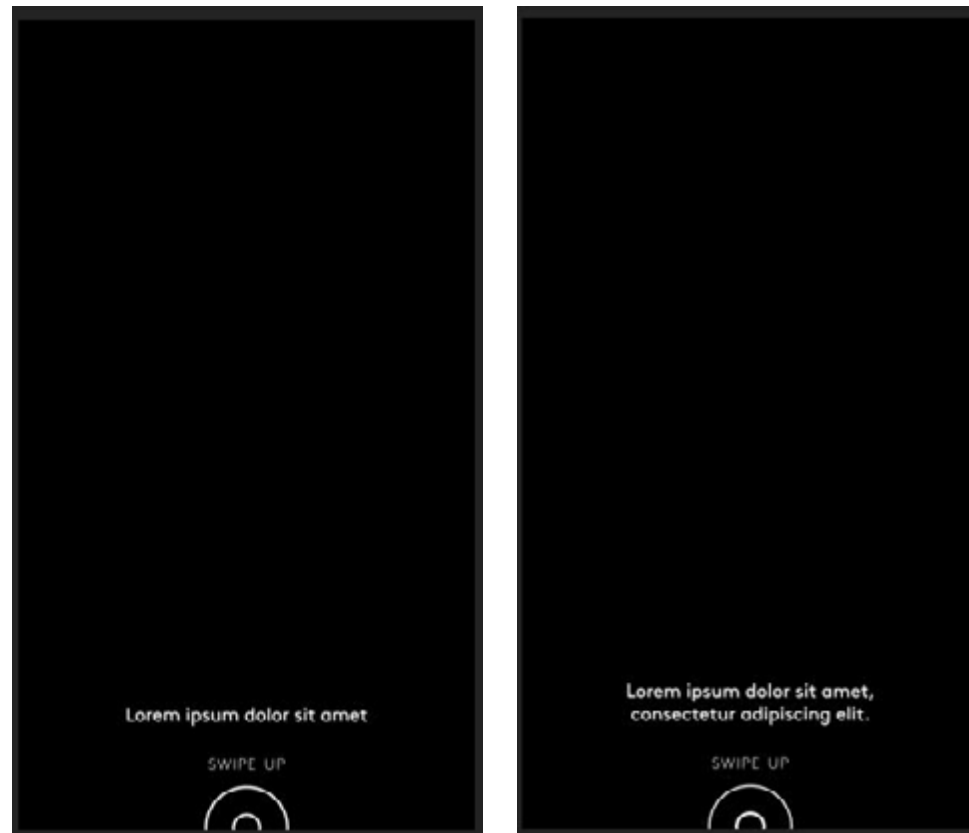 Lorem ipsum dolor sit amet
SWIPE UP
Lorem ipsum dolor sit amet,
consectetur adipiscing elit.
SWIPE UP